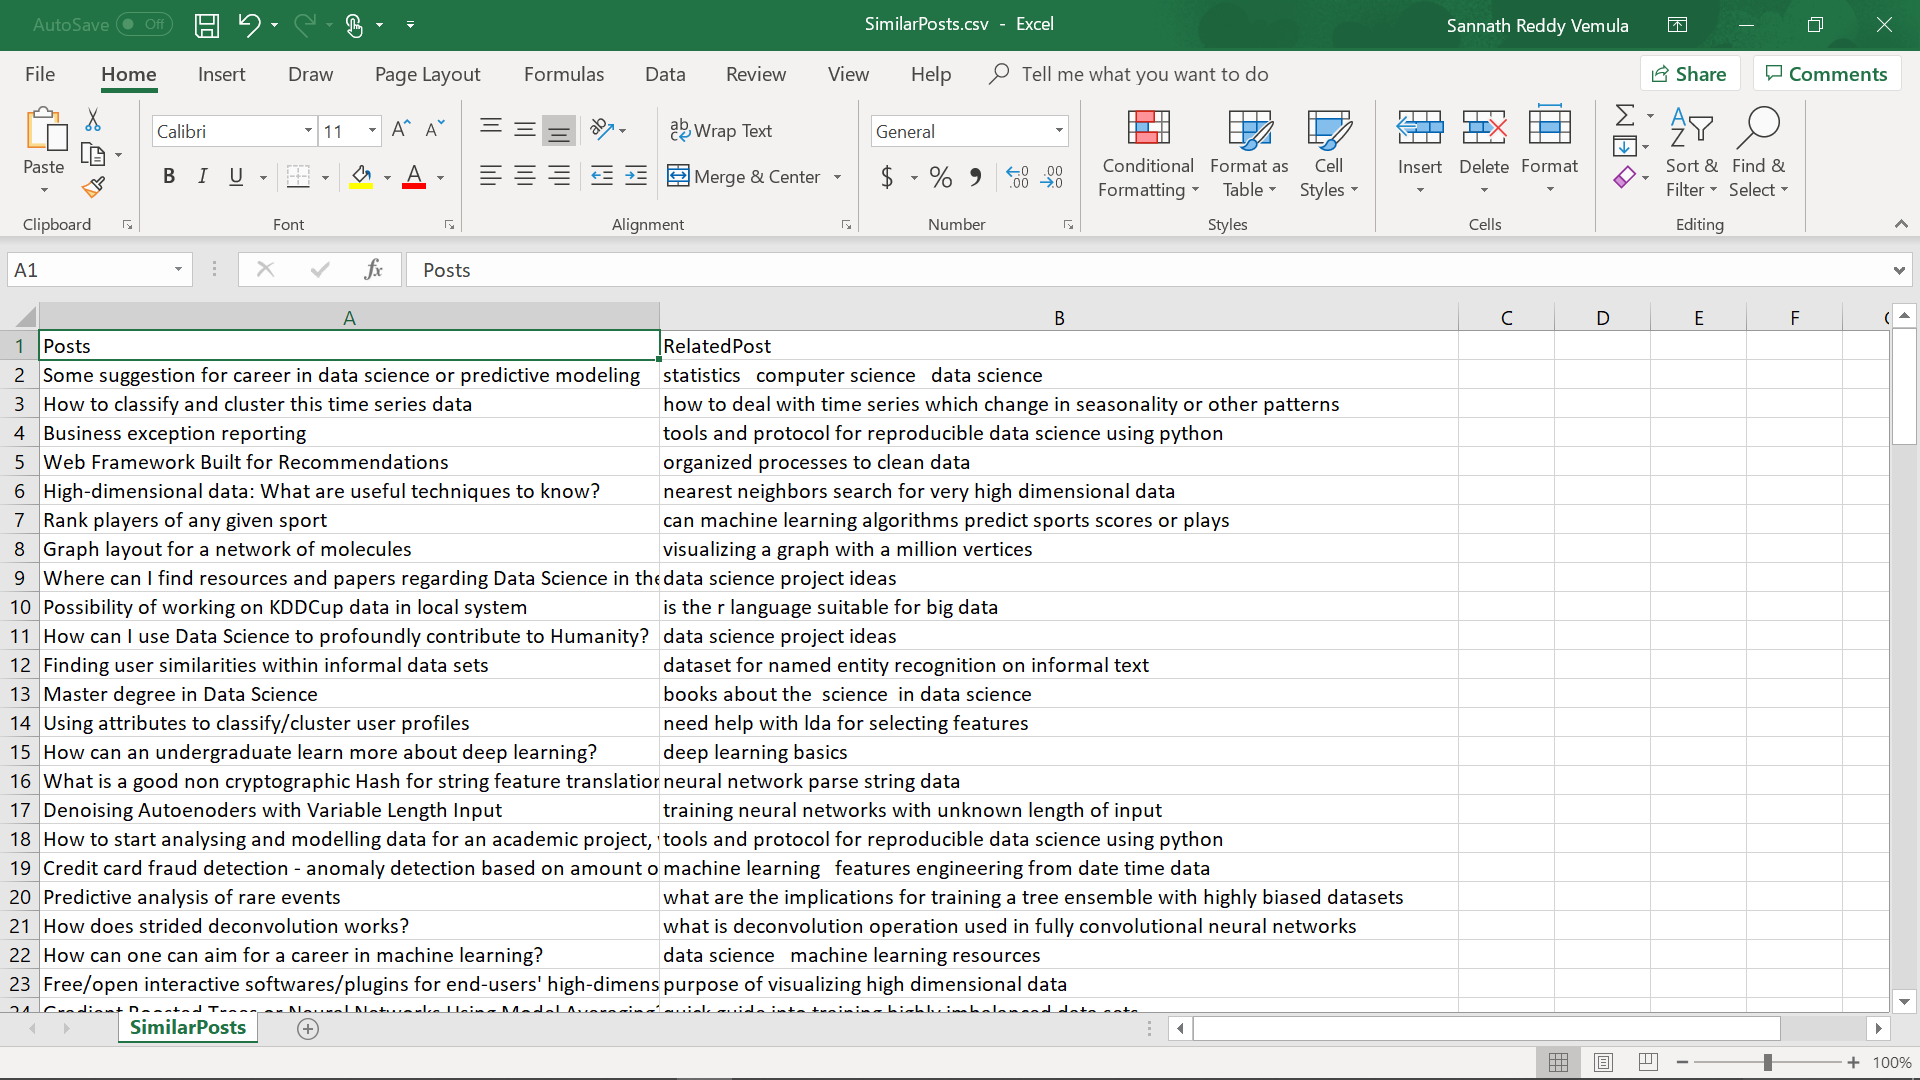 AutoSave Off
SimilarPosts.csv - Excel
Sannath Reddy Vemula
File Home Insert Draw Page Layout Formulas Data Review View Help Tell me what you want to do
Share Comments
Calibri 11
Wrap Text
General
Paste
B I U
Merge & Center
$ % ,
Conditional Formatting
Format as Table
Cell Styles
Insert Delete Format
Sort & Filter
Find & Select
Clipboard Font Alignment Number Styles Cells Editing
A1 fx Posts
A B C D E F
1 Posts RelatedPost
2 Some suggestion for career in data science or predictive modeling statistics computer science data science
3 How to classify and cluster this time series data how to deal with time series which change in seasonality or other patterns
4 Business exception reporting tools and protocol for reproducible data science using python
5 Web Framework Built for Recommendations organized processes to clean data
6 High-dimensional data: What are useful techniques to know? nearest neighbors search for very high dimensional data
7 Rank players of any given sport can machine learning algorithms predict sports scores or plays
8 Graph layout for a network of molecules visualizing a graph with a million vertices
9 Where can I find resources and papers regarding Data Science in the data science project ideas
10 Possibility of working on KDDCup data in local system is the r language suitable for big data
11 How can I use Data Science to profoundly contribute to Humanity? data science project ideas
12 Finding user similarities within informal data sets dataset for named entity recognition on informal text
13 Master degree in Data Science books about the science in data science
14 Using attributes to classify/cluster user profiles need help with lda for selecting features
15 How can an undergraduate learn more about deep learning? deep learning basics
16 What is a good non cryptographic Hash for string feature translation neural network parse string data
17 Denoising Autoenoders with Variable Length Input training neural networks with unknown length of input
18 How to start analysing and modelling data for an academic project, tools and protocol for reproducible data science using python
19 Credit card fraud detection - anomaly detection based on amount o machine learning features engineering from date time data
20 Predictive analysis of rare events what are the implications for training a tree ensemble with highly biased datasets
21 How does strided deconvolution works? what is deconvolution operation used in fully convolutional neural networks
22 How can one can aim for a career in machine learning? data science machine learning resources
23 Free/open interactive softwares/plugins for end-users' high-dimens purpose of visualizing high dimensional data
24 Gradient Boosted Trees or Neural Networks Using Model Averaging? quick guide into training highly imbalanced data sets
SimilarPosts
100%